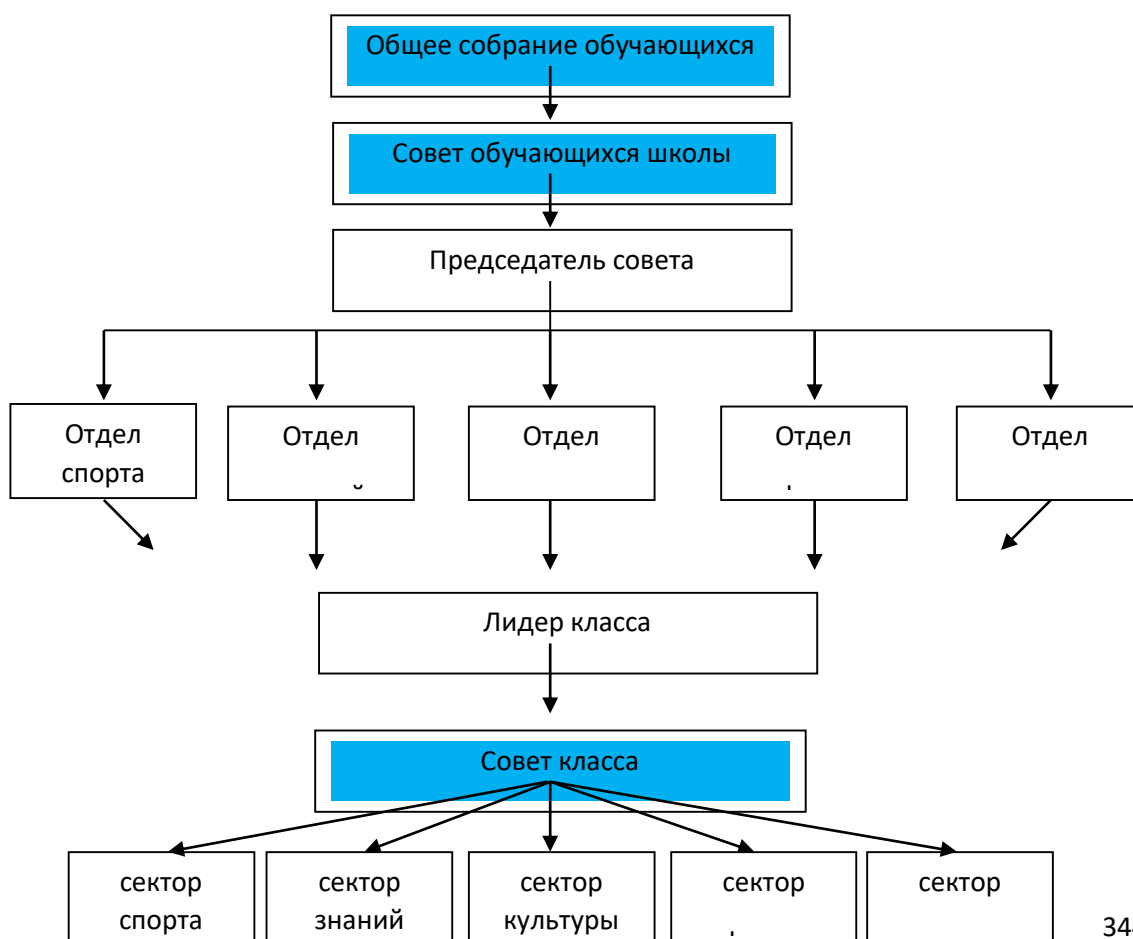 Общее собрание обучающихся
Совет обучающихся школы
Председатель совета
Отдел
спорта
Отдел
Отдел
Отдел
Отдел
Лидер класса
Совет класса
сектор
спорта
сектор
знаний
сектор
культуры
сектор
сектор